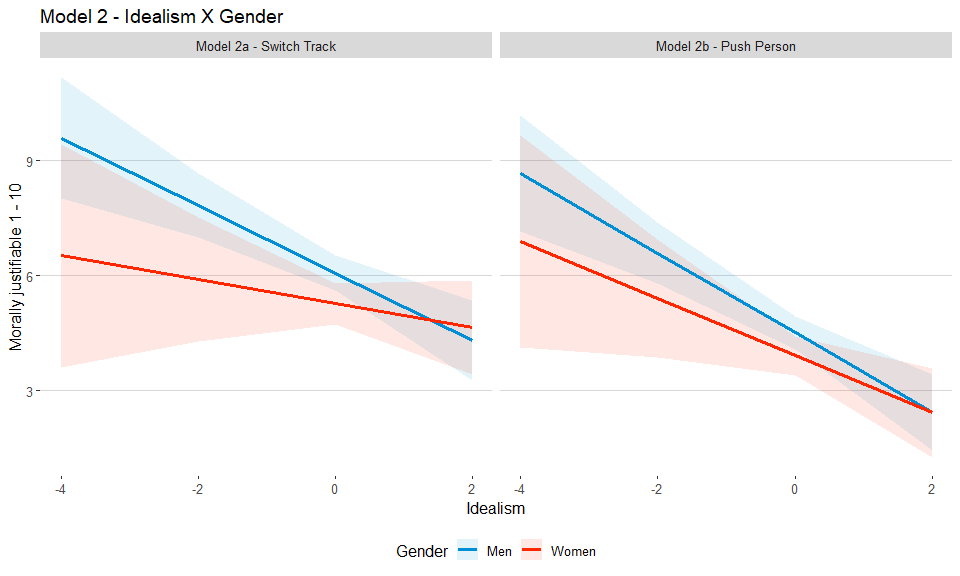 Model 2 - Idealism X Gender
Model 2a - Switch Track
Model 2b - Push Person
Morally justifiable 1 - 10
9
6
3
-4
-2
0
2
-4
-2
0
2
Idealism
Gender
Men
Women